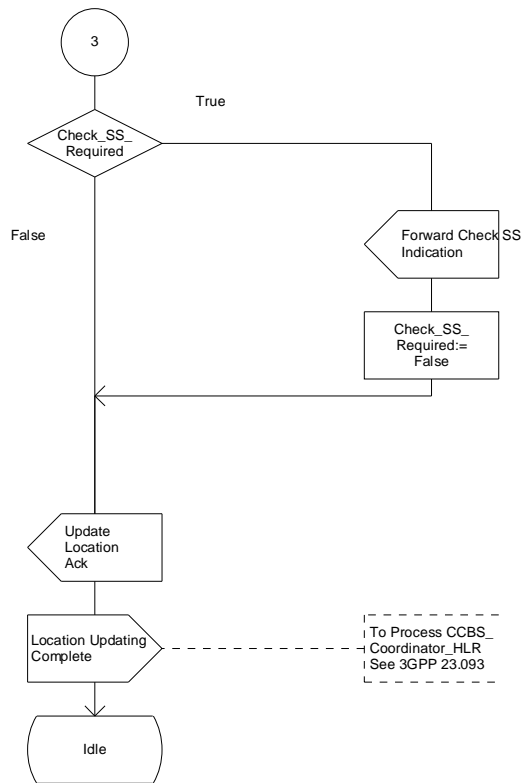 3
True
Check_SS_
Required
False
Forward Check SS
Indication
Check_SS_
Required:=
False
Update
Location
Ack
Location Updating
Complete
To Process CCBS_
Coordinator_HLR
See 3GPP 23.093
Idle